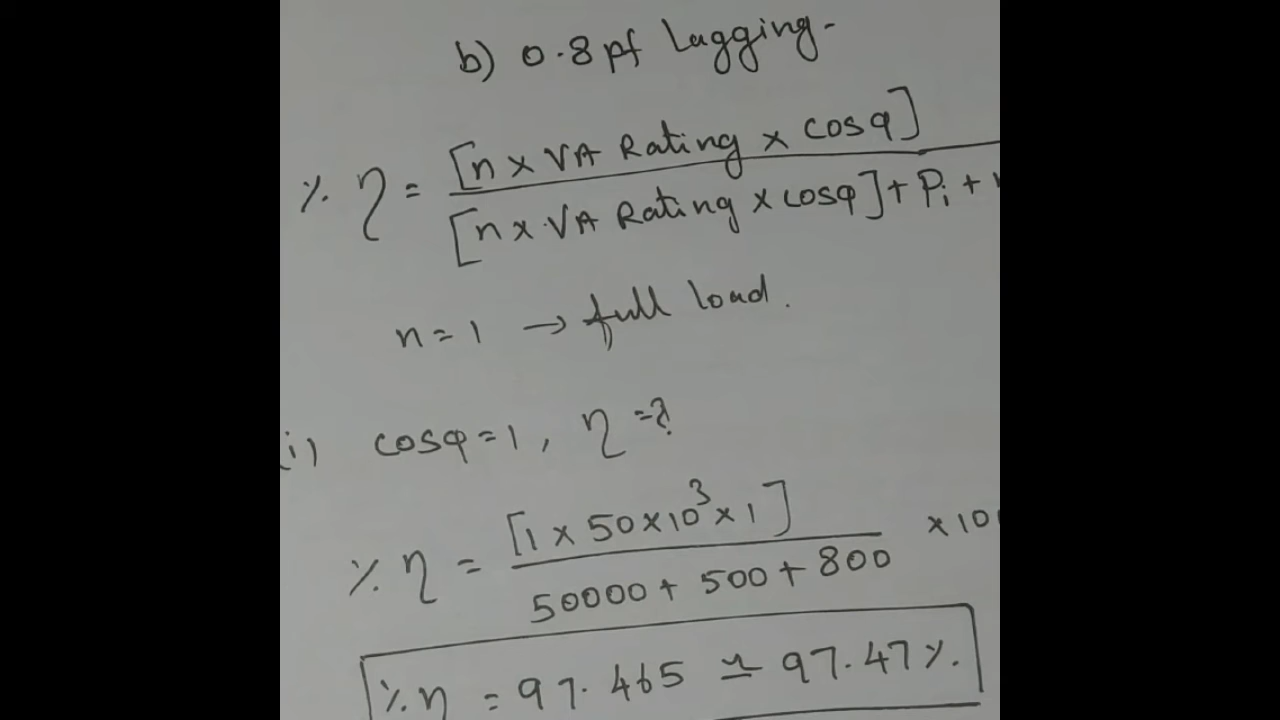 b) 0.8 pf lagging-
% η = [n x VA Rating x cosφ]
[n x VA Rating x cosφ] + Pi +
n = 1 → full load.
(i) cosφ = 1, η = ?
% η = [1 x 50 x 10³ x 1]
50000 + 500 + 800 x 10
% η = 97.465 ≃ 97.47 %.